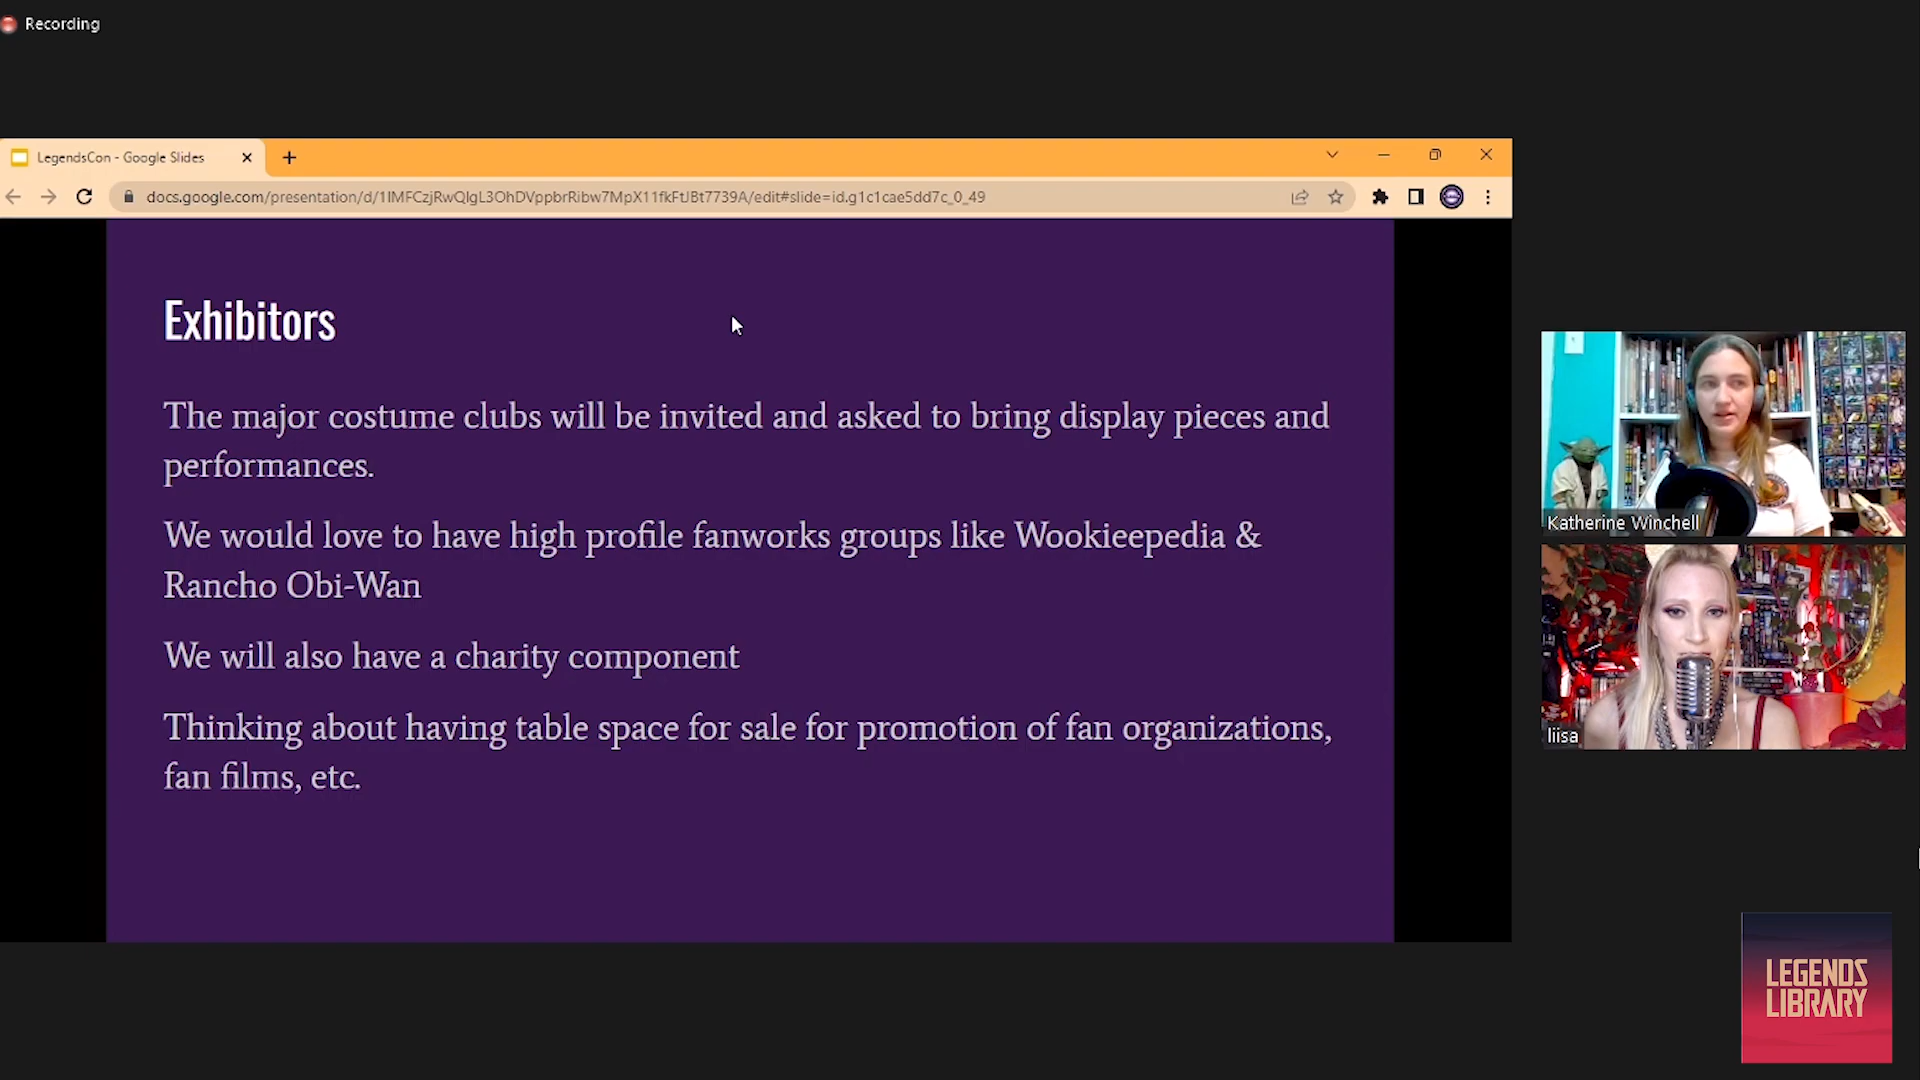 Recording
LegendsCon - Google Slides
docs.google.com/presentation/d/1IMFCzjRwQlgL3OhDVppbrRibw7MpX11fkFtJBt7739A/edit#slide=id.g1c1cae5dd7c_0_49
Exhibitors
The major costume clubs will be invited and asked to bring display pieces and
performances.
We would love to have high profile fanworks groups like Wookieepedia &
Rancho Obi-Wan
We will also have a charity component
Thinking about having table space for sale for promotion of fan organizations,
fan films, etc.
Katherine Winchell
liisa
LEGENDS
LIBRARY